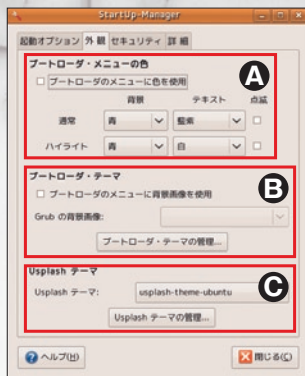 StartUp-Manager
起動オプション 外観 セキュリティ 詳細
ブートローダ・メニューの色
A
ブートローダのメニューに色を使用
背景 テキスト 点滅
通常 青 藍紫
ハイライト 青 白
ブートローダ・テーマ
B
ブートローダのメニューに背景画像を使用
Grub の背景画像:
ブートローダ・テーマの管理...
Usplash テーマ
C
Usplash テーマ: usplash-theme-ubuntu
Usplash テーマの管理...
ヘルプ(H) 閉じる(C)